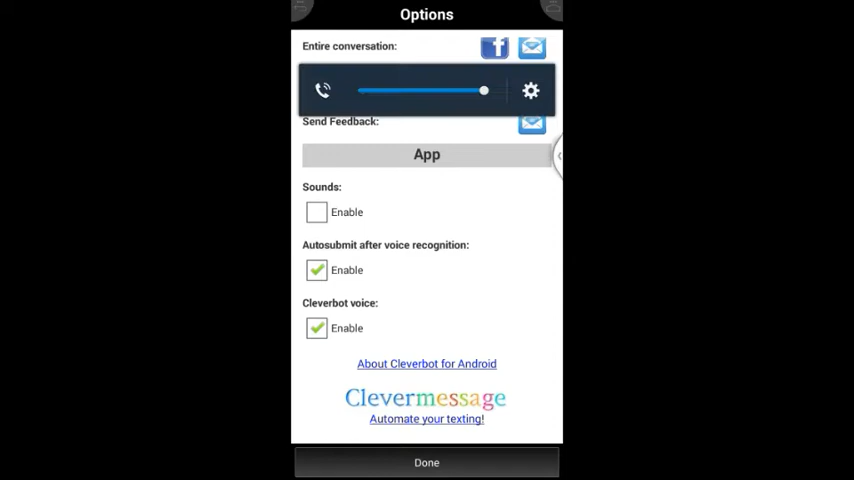 Options
Entire conversation:
Send Feedback:
App
Sounds:
Enable
Autosubmit after voice recognition:
Enable
Cleverbot voice:
Enable
About Cleverbot for Android
Clevermessage
Automate your texting!
Done